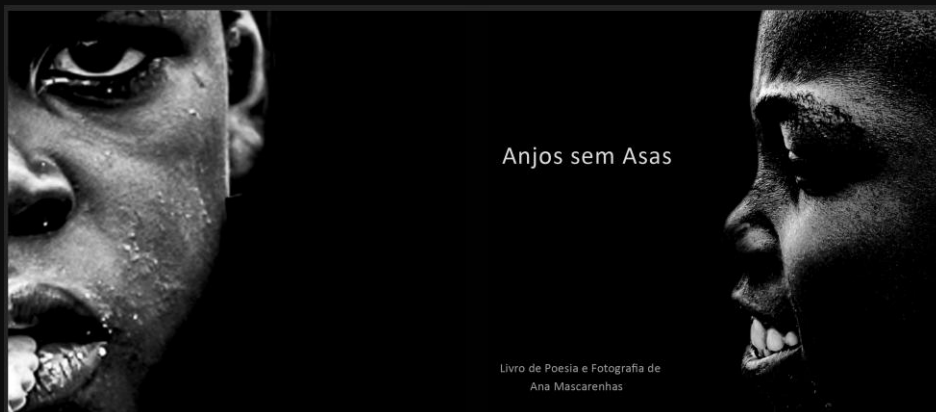 Anjos sem Asas
Livro de Poesia e Fotografia de
Ana Mascarenhas